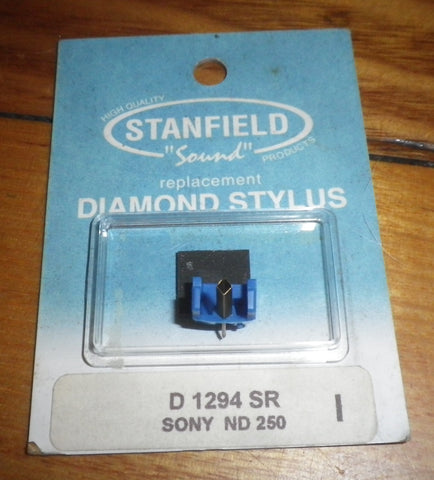 HIGH QUALITY
STANFIELD
"Sound"
PRODUCTS
replacement
DIAMOND STYLUS
D 1294 SR
SONY ND 250
I